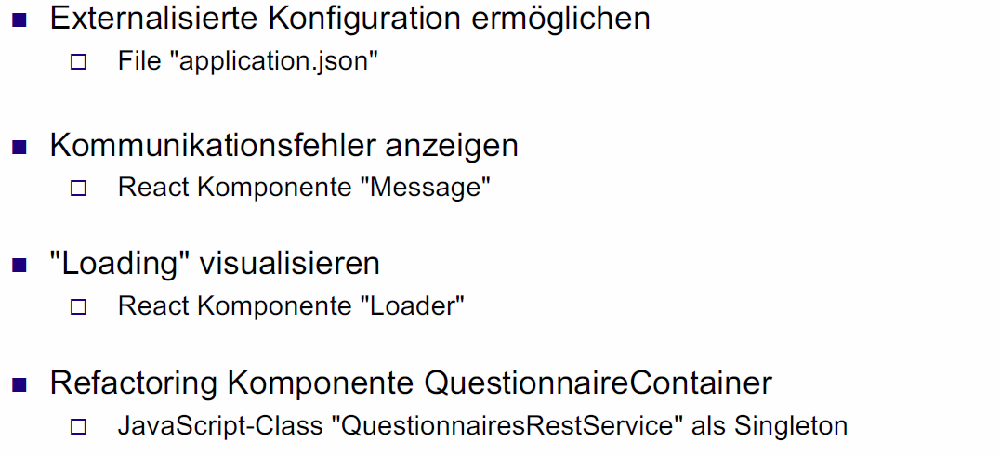 Externalisierte Konfiguration ermöglichen
File "application.json"
Kommunikationsfehler anzeigen
React Komponente "Message"
"Loading" visualisieren
React Komponente "Loader"
Refactoring Komponente QuestionnaireContainer
JavaScript-Class "QuestionnairesRestService" als Singleton